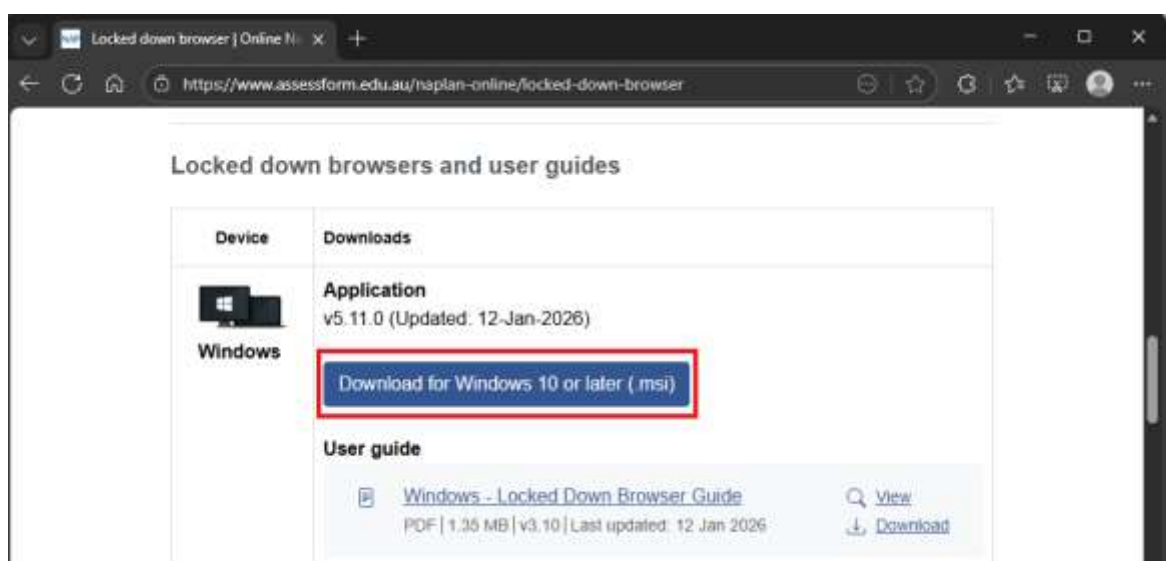 Locked down browser | Online N
https://www.assessform.edu.au/naplan-online/locked-down-browser
Locked down browsers and user guides
Device Downloads
Application
v5.11.0 (Updated: 12-Jan-2026)
Windows
Download for Windows 10 or later (.msi)
User guide
Windows - Locked Down Browser Guide
View
PDF | 1.35 MB | v3.10 | Last updated: 12 Jan 2026
Download